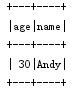 +---+----+
|age|name|
+---+----+
| 30|Andy|
+---+----+